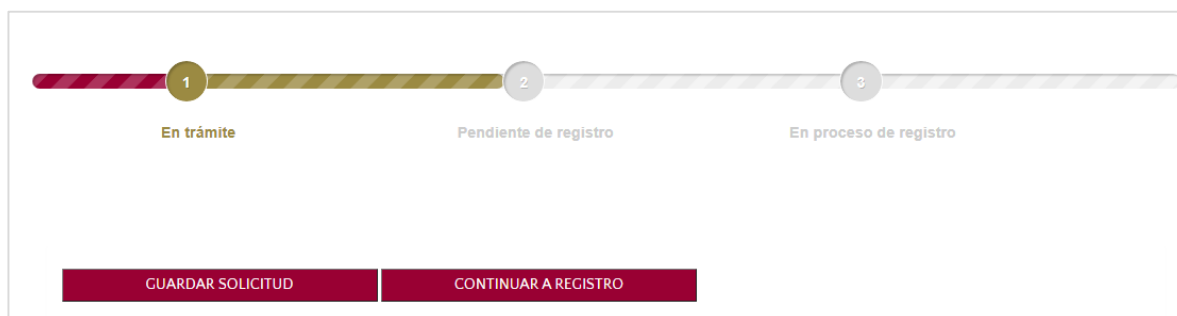 1 2 3
En trámite Pendiente de registro En proceso de registro
GUARDAR SOLICITUD CONTINUAR A REGISTRO